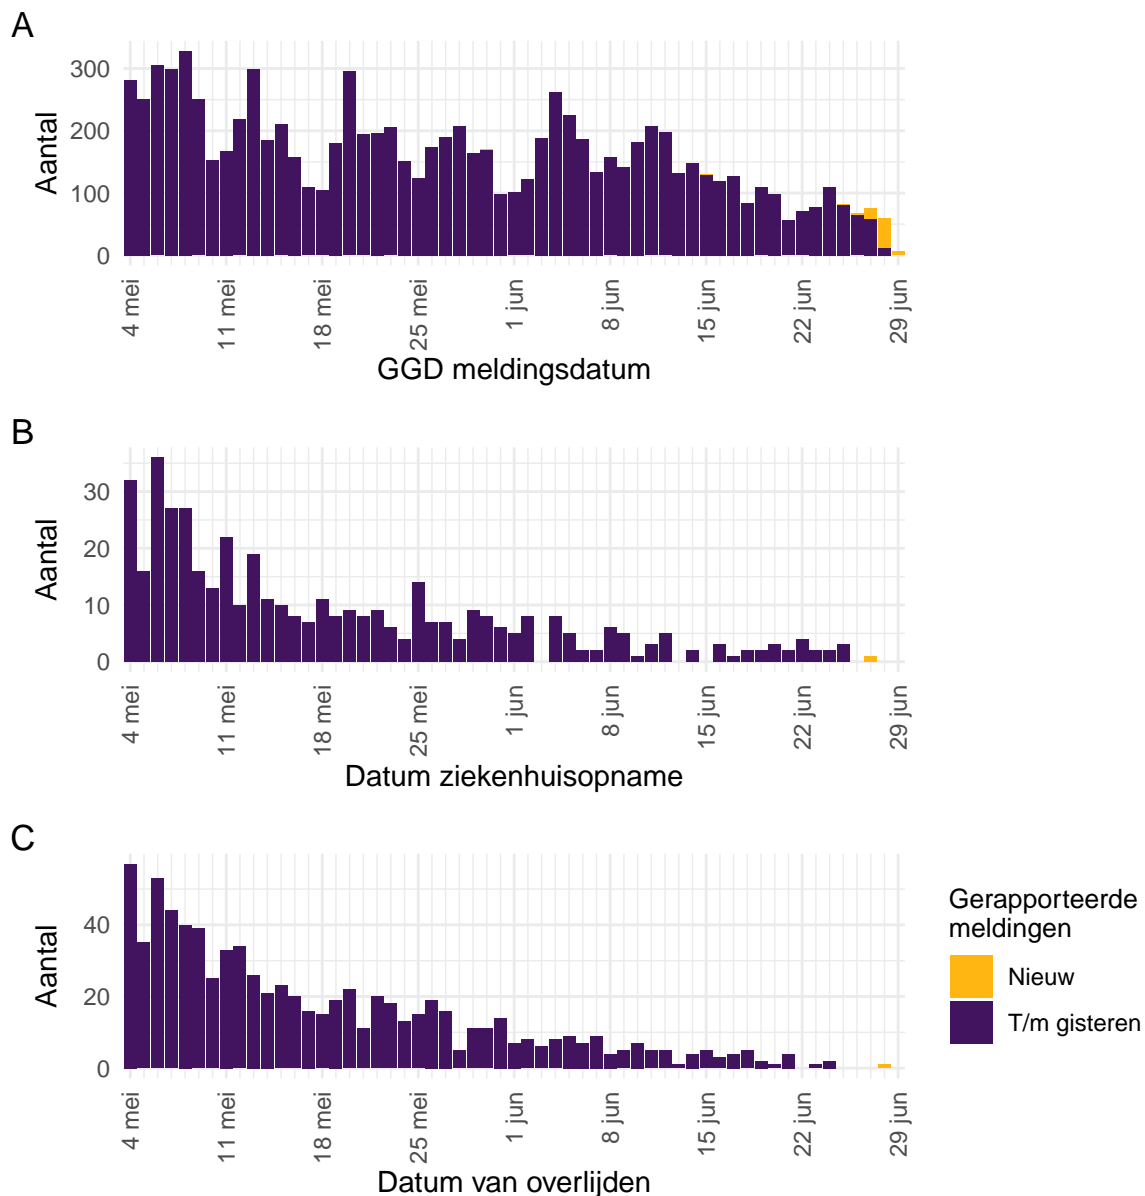 A
Aantal
300
200
100
0
4 mei
11 mei
18 mei
25 mei
1 jun
8 jun
15 jun
22 jun
29 jun
GGD meldingsdatum
B
Aantal
30
20
10
0
4 mei
11 mei
18 mei
25 mei
1 jun
8 jun
15 jun
22 jun
29 jun
Datum ziekenhuisopname
C
Aantal
40
20
0
4 mei
11 mei
18 mei
25 mei
1 jun
8 jun
15 jun
22 jun
29 jun
Datum van overlijden
Gerapporteerde
meldingen
Nieuw
T/m gisteren